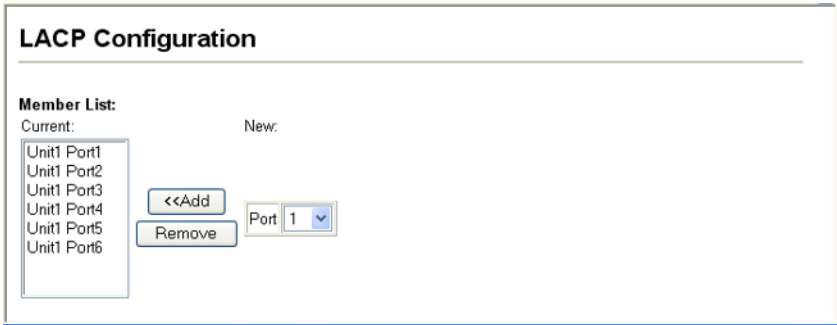 LACP Configuration
Member List:
Current:
New:
Unit1 Port1
Unit1 Port2
Unit1 Port3
Unit1 Port4
Unit1 Port5
Unit1 Port6
<<Add
Remove
Port 1